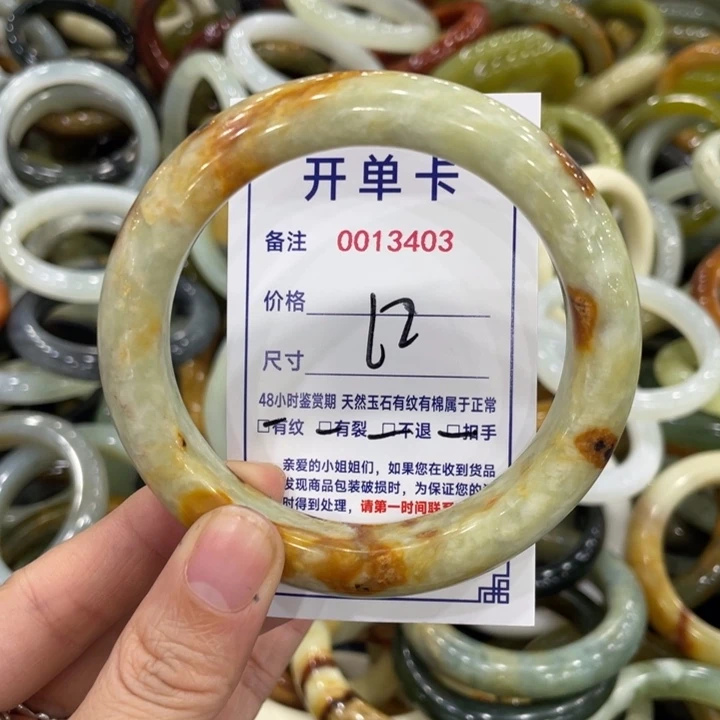 开单卡
备注 0013403
价格
尺寸 62
48小时鉴赏期 天然玉石有纹有棉属于正常
□有纹 □有裂 □不退 □扣手
亲爱的小姐姐们,如果您在收到货品
发现商品包装破损时,为保证您的
时得到处理,请第一时间联系